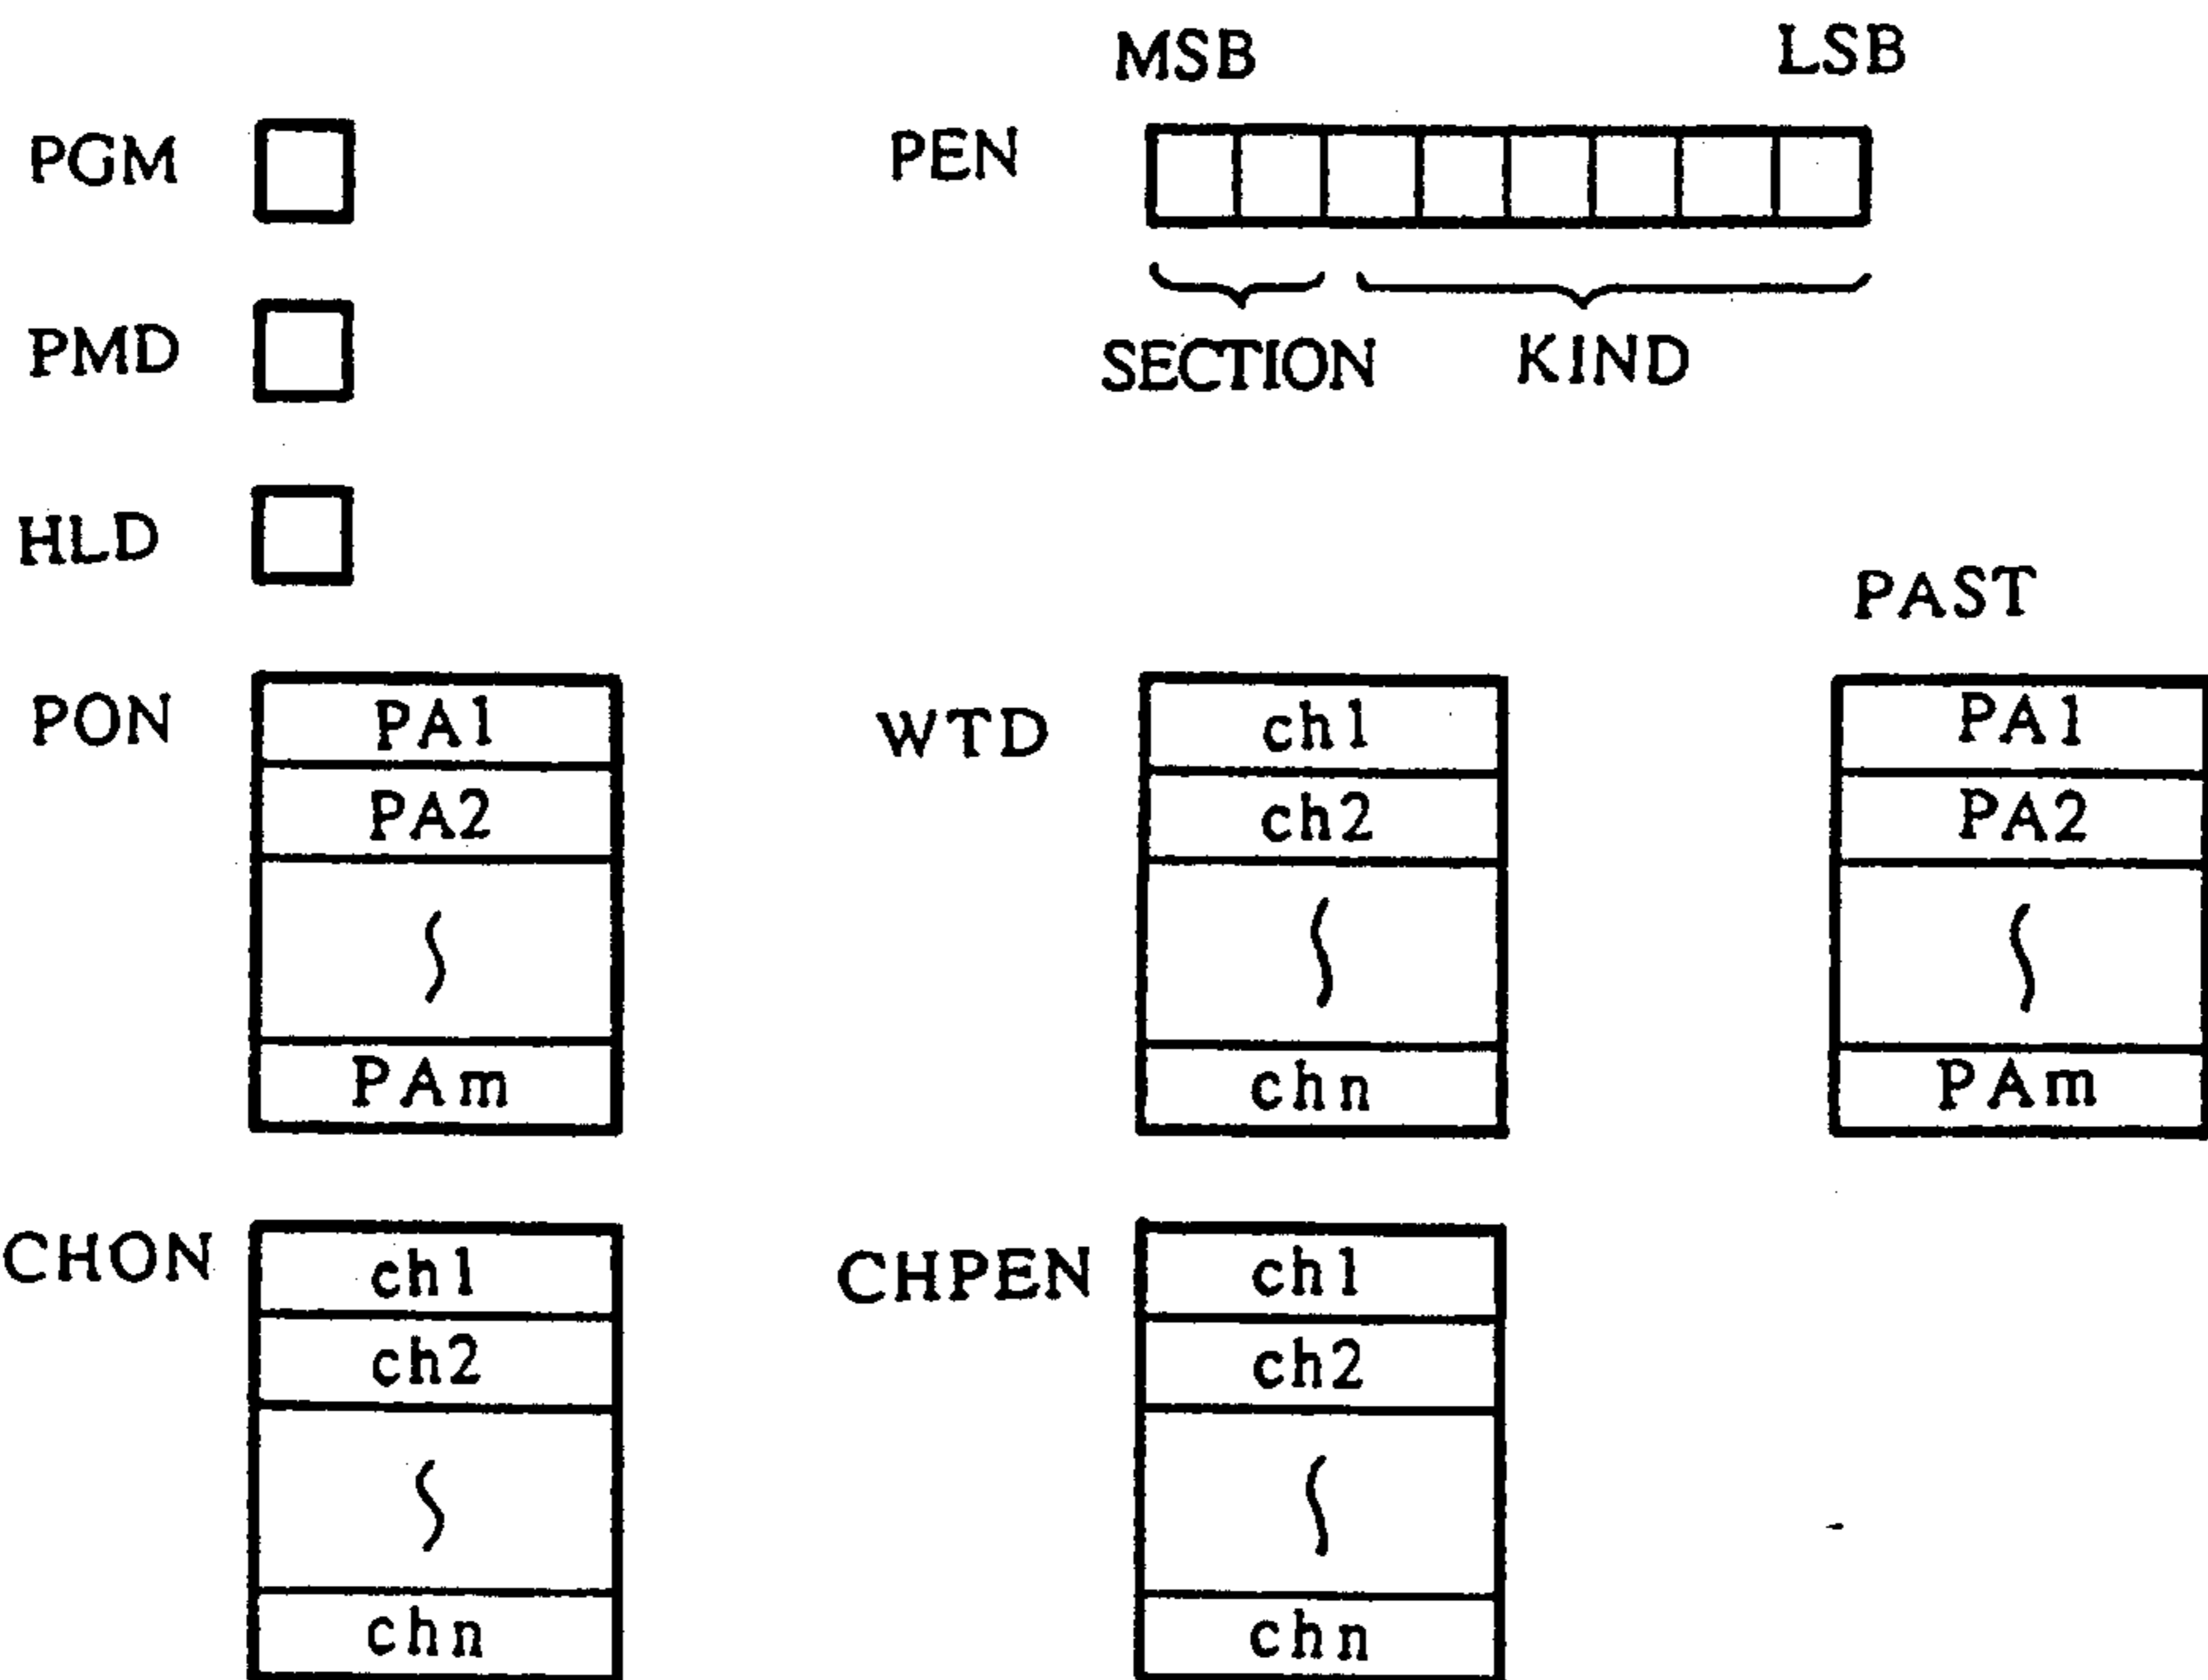 MSB LSB
PGM PEN
PMD SECTION KIND
HLD
PAST
PON PA1 WTD ch1 PA1
PA2 ch2 PA2
PAm chn PAm
CHON ch1 CHPEN ch1
ch2 ch2
chn chn